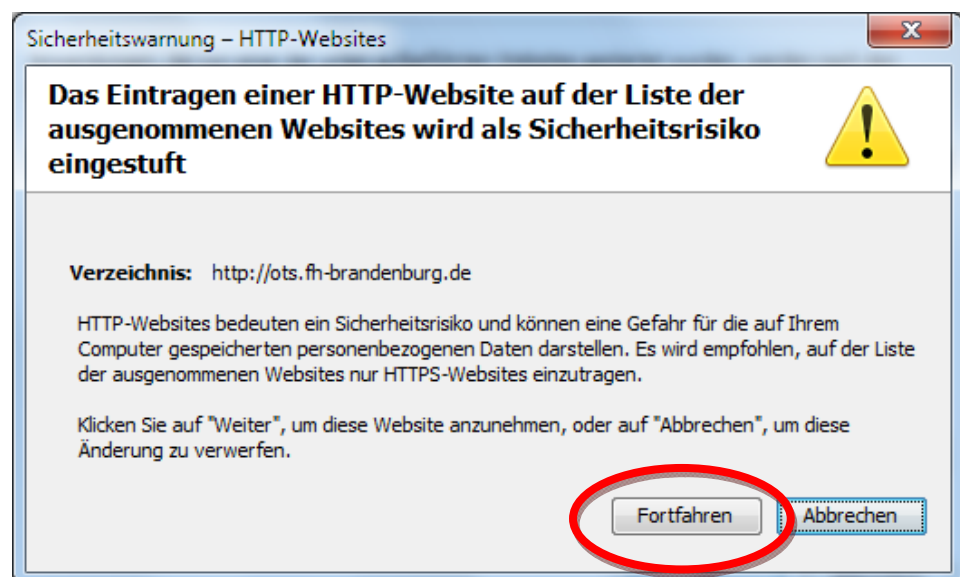 Sicherheitswarnung – HTTP-Websites
Das Eintragen einer HTTP-Website auf der Liste der
ausgenommenen Websites wird als Sicherheitsrisiko
eingestuft
Verzeichnis: http://ots.fh-brandenburg.de
HTTP-Websites bedeuten ein Sicherheitsrisiko und können eine Gefahr für die auf Ihrem
Computer gespeicherten personenbezogenen Daten darstellen. Es wird empfohlen, auf der Liste
der ausgenommenen Websites nur HTTPS-Websites einzutragen.
Klicken Sie auf "Weiter", um diese Website anzunehmen, oder auf "Abbrechen", um diese
Änderung zu verwerfen.
Fortfahren Abbrechen